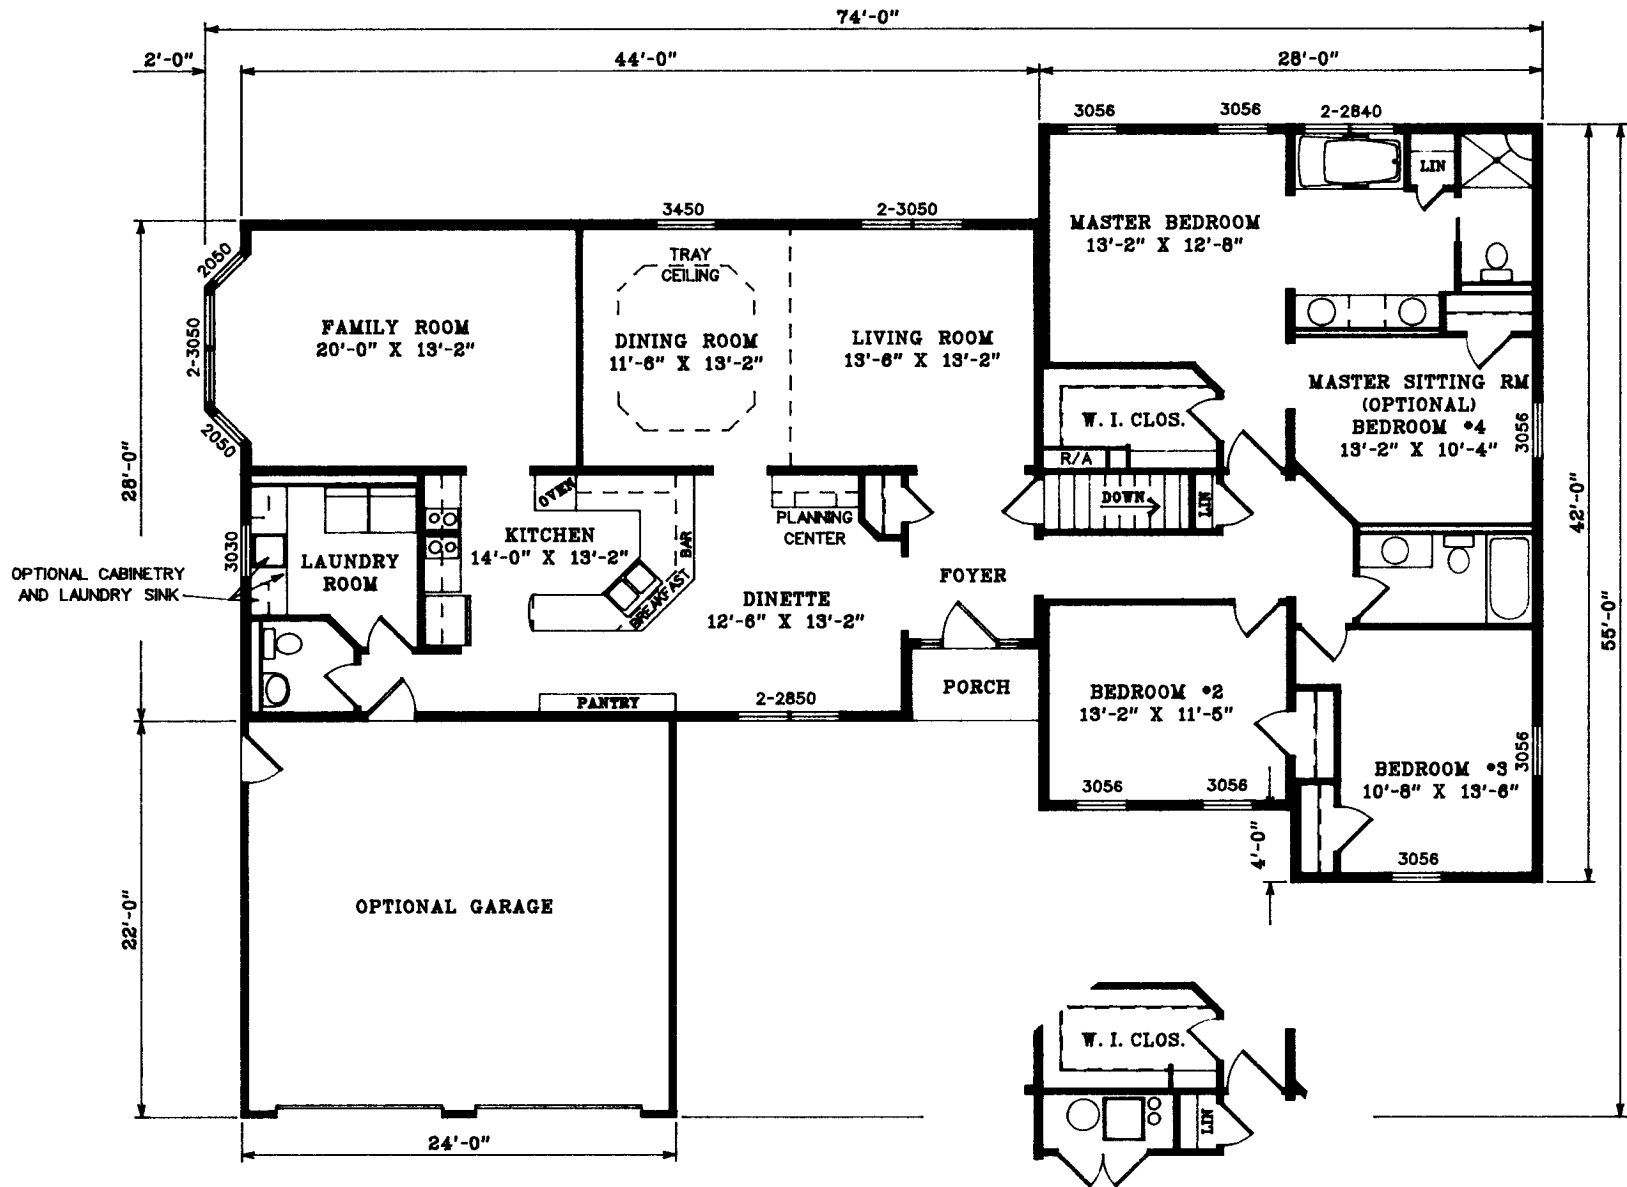 74'-0"
2'-0"
44'-0"
28'-0"
3056
3056
2-2840
LIN
3450
2-3050
MASTER BEDROOM
13'-2" X 12'-8"
2050
TRAY
CEILING
FAMILY ROOM
20'-0" X 13'-2"
DINING ROOM
11'-6" X 13'-2"
LIVING ROOM
13'-6" X 13'-2"
2-3050
MASTER SITTING RM
(OPTIONAL)
BEDROOM #4
13'-2" X 10'-4"
3056
W. I. CLOS.
2050
R/A
28'-0"
42'-0"
OVEN
DOWN
LIN
PLANNING
CENTER
KITCHEN
14'-0" X 13'-2"
BREAKFAST BAR
3030
LAUNDRY
ROOM
OPTIONAL CABINETRY
AND LAUNDRY SINK
FOYER
DINETTE
12'-6" X 13'-2"
55'-0"
PORCH
BEDROOM #2
13'-2" X 11'-5"
PANTRY
2-2850
3056
BEDROOM #3
10'-8" X 13'-6"
3056
3056
4'-0"
3056
OPTIONAL GARAGE
22'-0"
W. I. CLOS.
LIN
24'-0"